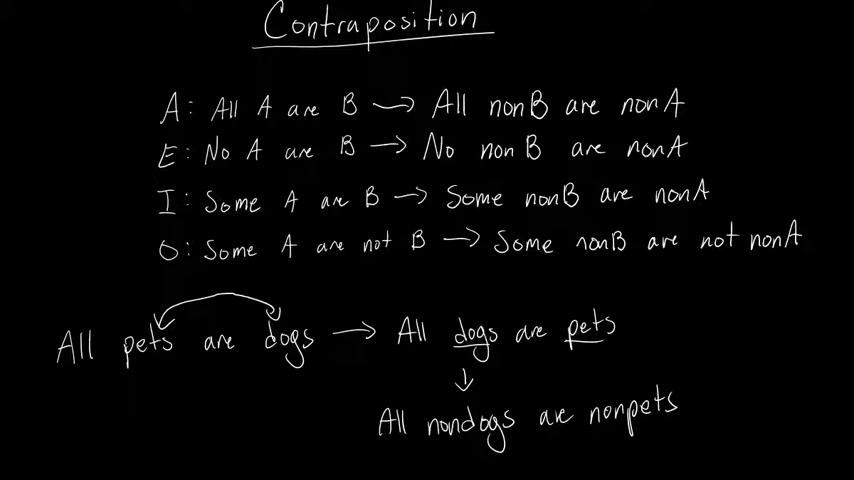 Contraposition
A: All A are B → All nonB are nonA
E: No A are B → No nonB are nonA
I: Some A are B → Some nonB are nonA
O: Some A are not B → Some nonB are not nonA
All pets are dogs → All dogs are pets
↓
All nondogs are nonpets